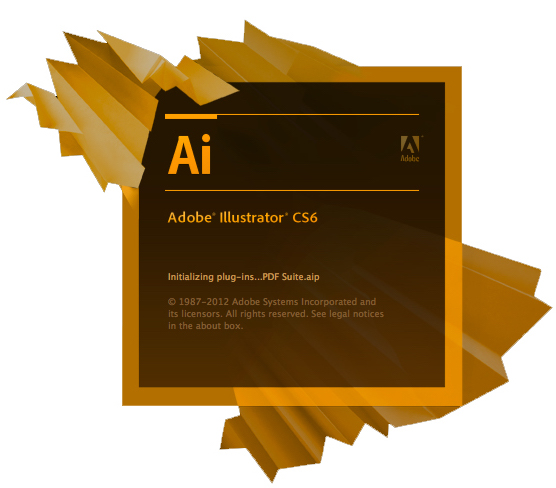 Ai
Adobe
Adobe® Illustrator® CS6
Initializing plug-ins...PDF Suite.aip
© 1987-2012 Adobe Systems Incorporated and
its licensors. All rights reserved. See legal notices
in the about box.